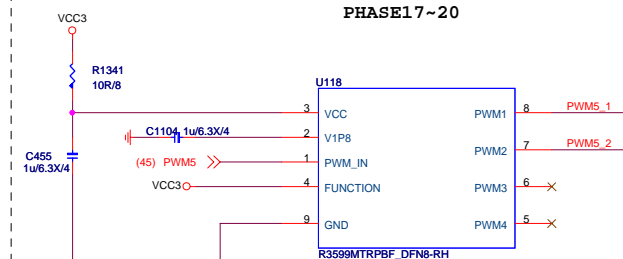 PHASE17~20
VCC3
R1341
10R/8
U118
3 VCC PWM1 8 PWM5_1
C1104 1u/6.3X/4 2 V1P8
C455
1u/6.3X/4
PWM2 7 PWM5_2
(45) PWM5 1 PWM_IN
VCC3 4 FUNCTION PWM3 6
9 GND PWM4 5
R3599MTRPBF_DFN8-RH